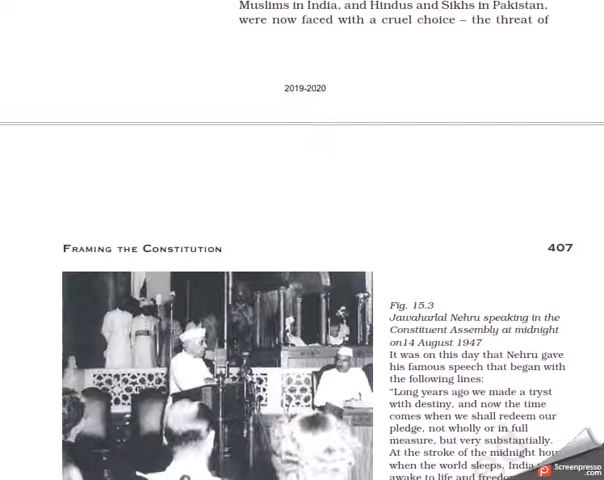 Muslims in India, and Hindus and Sikhs in Pakistan,
were now faced with a cruel choice – the threat of
2019-2020
FRAMING THE CONSTITUTION
407
Fig. 15.3
Jawaharlal Nehru speaking in the
Constituent Assembly at midnight
on14 August 1947
It was on this day that Nehru gave
his famous speech that began with
the following lines:
“Long years ago we made a tryst
with destiny, and now the time
comes when we shall redeem our
pledge, not wholly or in full
measure, but very substantially.
At the stroke of the midnight
when the world sleeps, India
awake to life and
Screenpresso